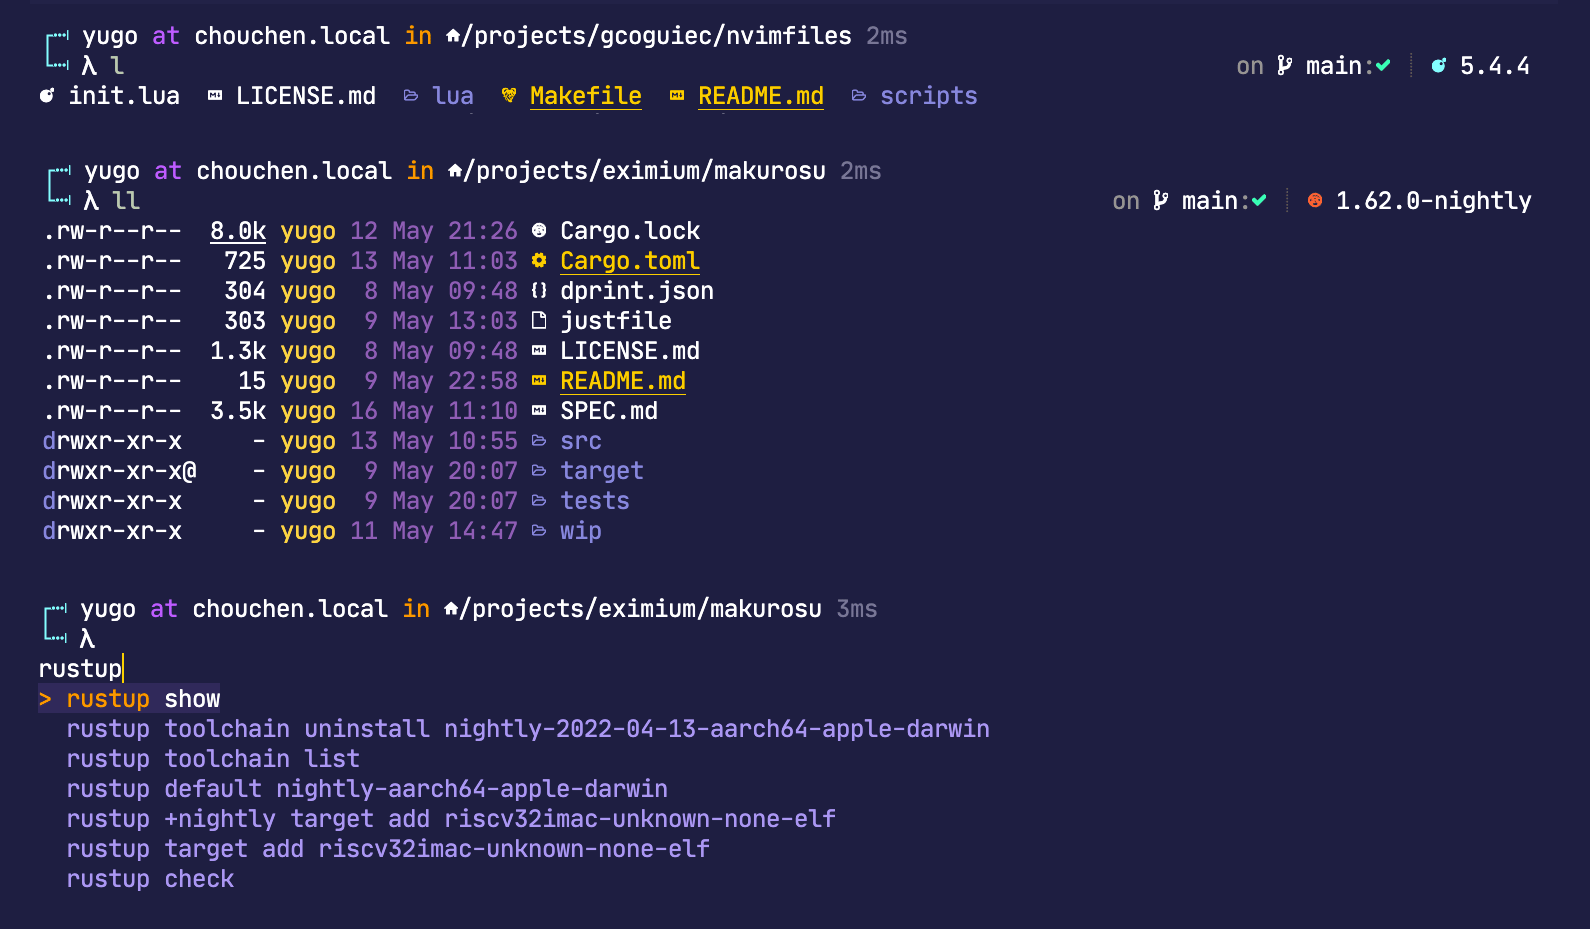 yugo at chouchen.local in ~/projects/gcoguiec/nvimfiles 2ms
λ l on main:✔ 5.4.4
init.lua LICENSE.md lua Makefile README.md scripts
yugo at chouchen.local in ~/projects/eximium/makurosu 2ms
λ ll on main:✔ 1.62.0-nightly
.rw-r--r-- 8.0k yugo 12 May 21:26 Cargo.lock
.rw-r--r-- 725 yugo 13 May 11:03 Cargo.toml
.rw-r--r-- 304 yugo 8 May 09:48 {} dprint.json
.rw-r--r-- 303 yugo 9 May 13:03 justfile
.rw-r--r-- 1.3k yugo 8 May 09:48 LICENSE.md
.rw-r--r-- 15 yugo 9 May 22:58 README.md
.rw-r--r-- 3.5k yugo 16 May 11:10 SPEC.md
drwxr-xr-x - yugo 13 May 10:55 src
drwxr-xr-x@ - yugo 9 May 20:07 target
drwxr-xr-x - yugo 9 May 20:07 tests
drwxr-xr-x - yugo 11 May 14:47 wip
yugo at chouchen.local in /projects/eximium/makurosu 3ms
λ
rustup
> rustup show
rustup toolchain uninstall nightly-2022-04-13-aarch64-apple-darwin
rustup toolchain list
rustup default nightly-aarch64-apple-darwin
rustup +nightly target add riscv32imac-unknown-none-elf
rustup target add riscv32imac-unknown-none-elf
rustup check